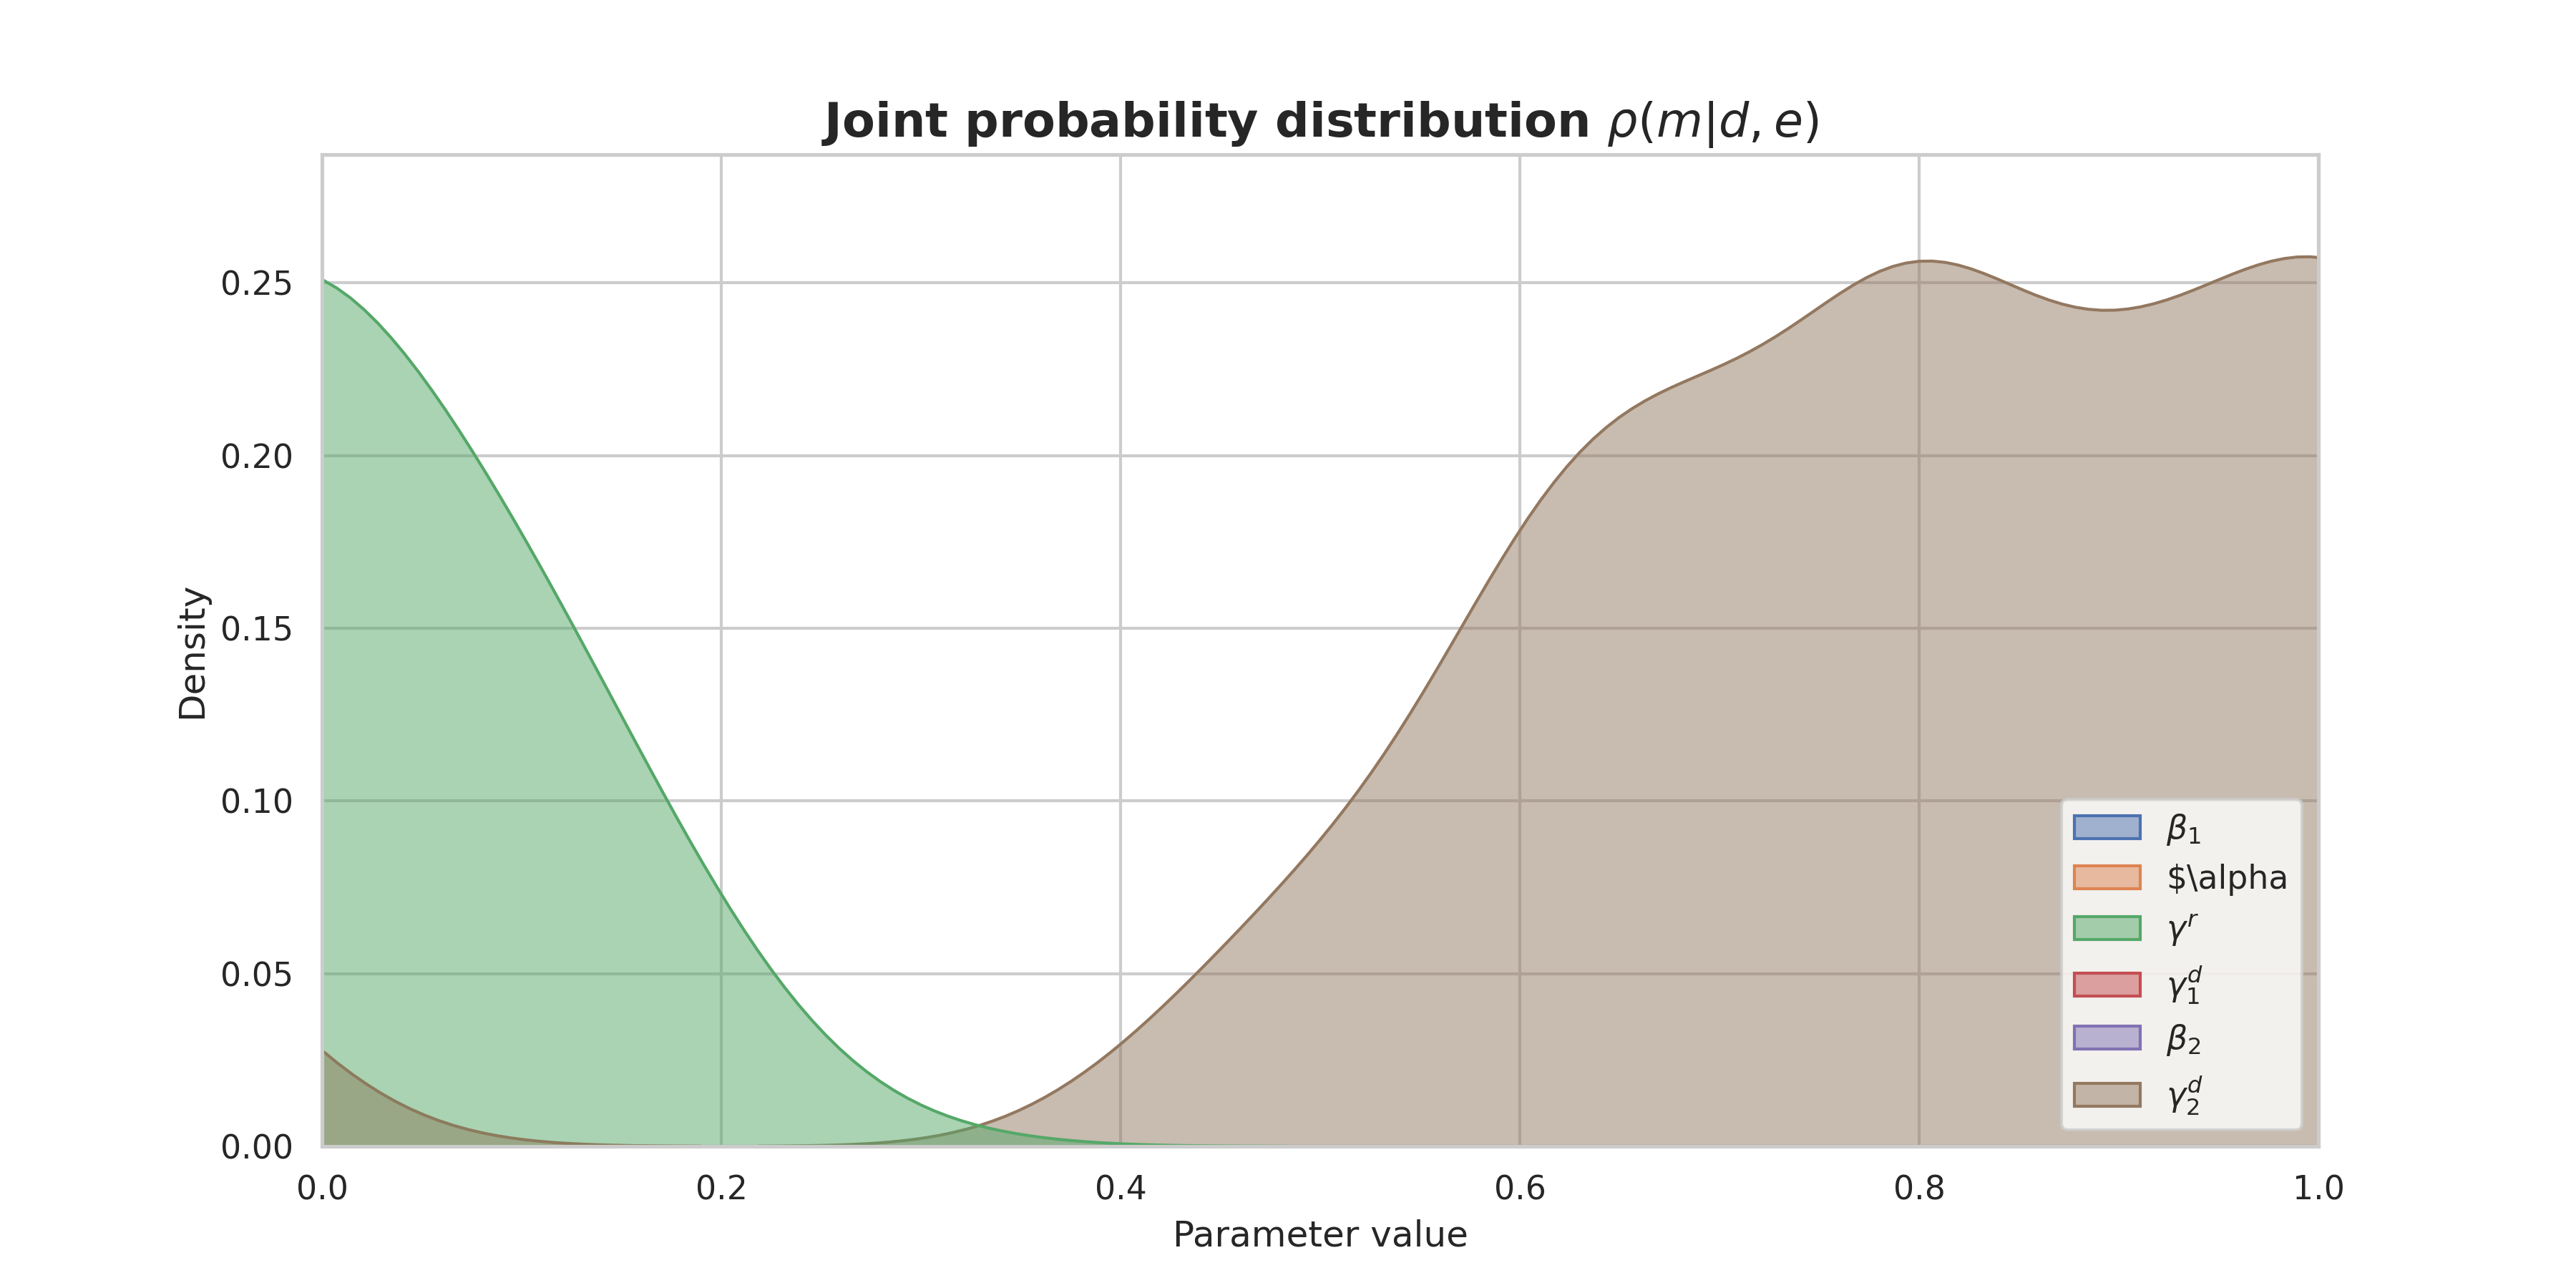 Joint probability distribution ρ(m|d, e)
Density
0.25
0.20
0.15
0.10
0.05
0.00
0.0 0.2 0.4 0.6 0.8 1.0
Parameter value
β₁
$\alpha
γʳ
γ₁ᵈ
β₂
γ₂ᵈ